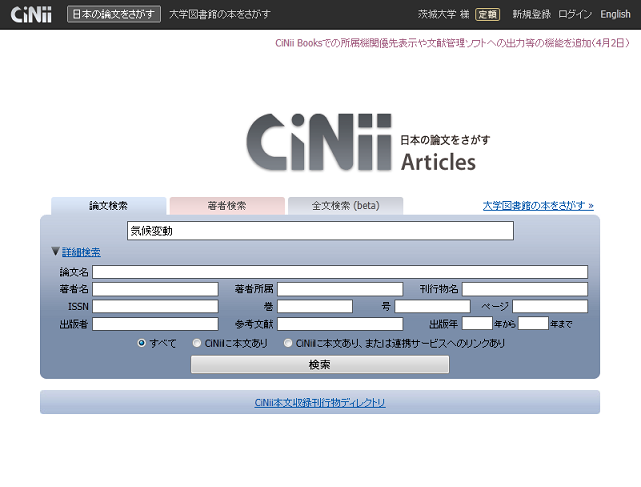 CiNii 日本の論文をさがす 大学図書館の本をさがす 茨城大学 様 定額 新規登録 ログイン English
CiNii Booksでの所属機関優先表示や文献管理ソフトへの出力等の機能を追加(4月2日)
CiNii 日本の論文をさがす
Articles
論文検索 著者検索 全文検索 (beta) 大学図書館の本をさがす »
気候変動
詳細検索
論文名
著者名 著者所属 刊行物名
ISSN 巻 号 ページ
出版者 参考文献 出版年 年から 年まで
すべて CiNiiに本文あり CiNiiに本文あり、または連携サービスへのリンクあり
検索
CiNii本文収録刊行物ディレクトリ